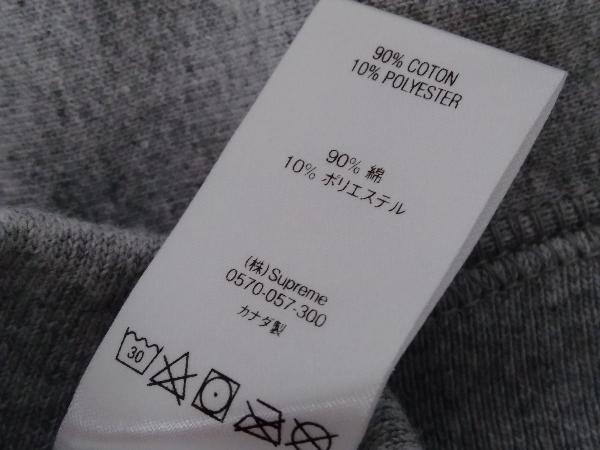 90% COTON
10% POLYESTER
90% 綿
10% ポリエステル
(株)Supreme
0570-057-300
カナダ製
30